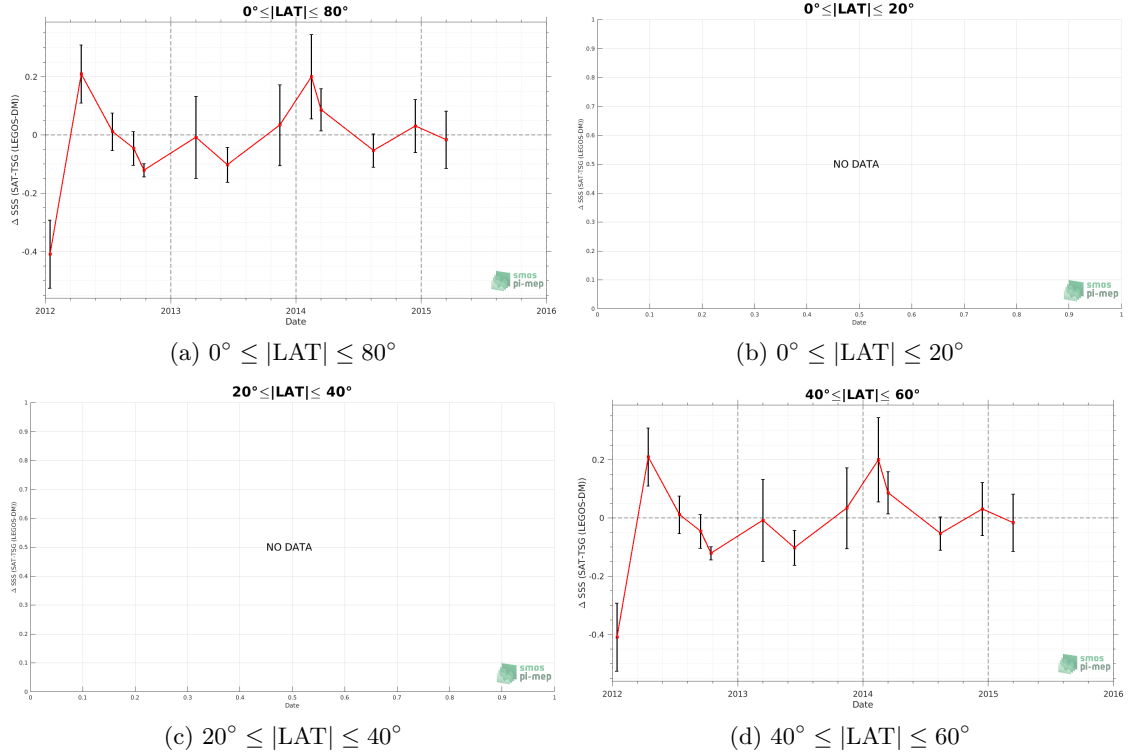 0°≤|LAT|≤ 80°
Δ SSS (SAT-TSG (LEGOS-DM))
0.2
0
-0.2
-0.4
2012 2013 2014 2015 2016
Date
smos
pi-mep
(a) 0° ≤ |LAT| ≤ 80°
0°≤|LAT|≤ 20°
Δ SSS (SAT-TSG (LEGOS-DM))
1
0.9
0.8
0.7
0.6
0.5
0.4
0.3
0.2
0.1
0
NO DATA
0 0.1 0.2 0.3 0.4 0.5 0.6 0.7 0.8 0.9 1
Date
smos
pi-mep
(b) 0° ≤ |LAT| ≤ 20°
20°≤|LAT|≤ 40°
Δ SSS (SAT-TSG (LEGOS-DM))
1
0.9
0.8
0.7
0.6
0.5
0.4
0.3
0.2
0.1
0
NO DATA
0 0.1 0.2 0.3 0.4 0.5 0.6 0.7 0.8 0.9 1
Date
smos
pi-mep
(c) 20° ≤ |LAT| ≤ 40°
40°≤|LAT|≤ 60°
Δ SSS (SAT-TSG (LEGOS-DM))
0.2
0
-0.2
-0.4
2012 2013 2014 2015 2016
Date
smos
pi-mep
(d) 40° ≤ |LAT| ≤ 60°